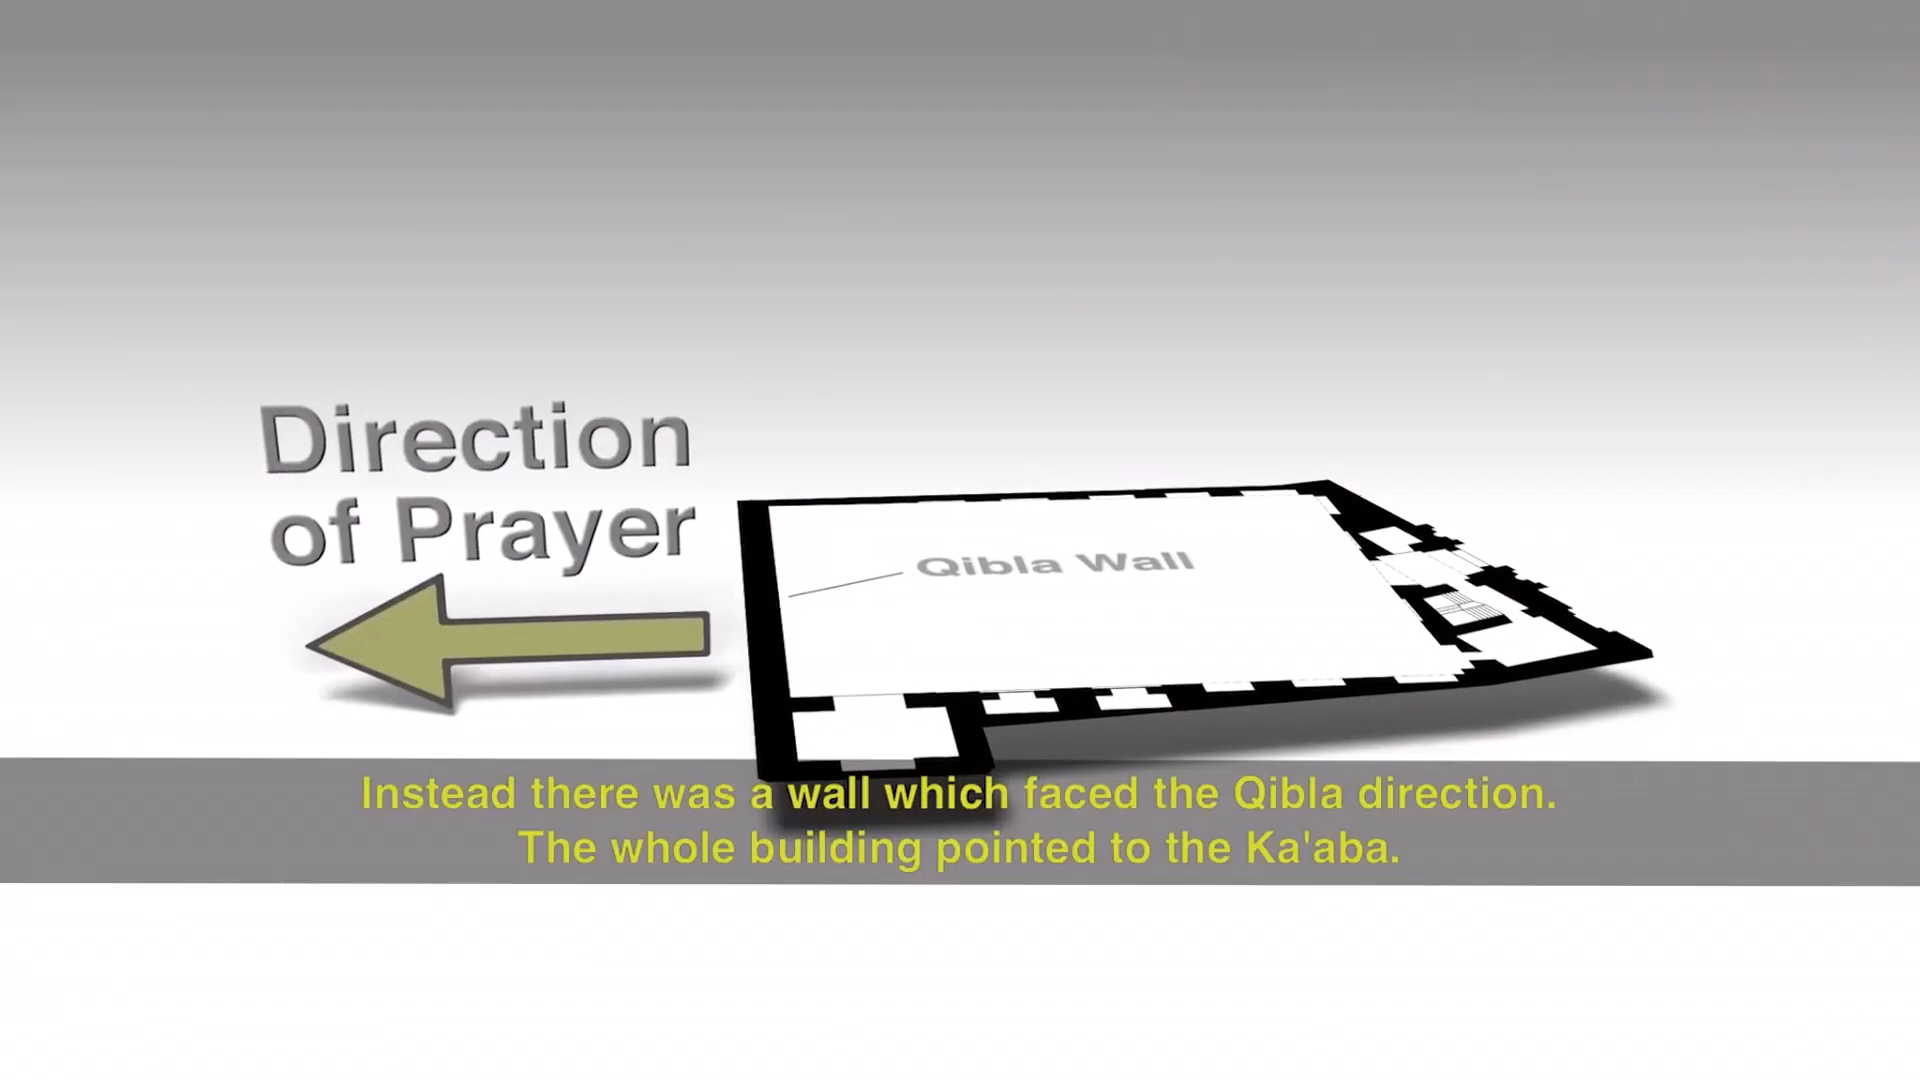 Direction
of Prayer
Qibla Wall
Instead there was a wall which faced the Qibla direction.
The whole building pointed to the Ka'aba.